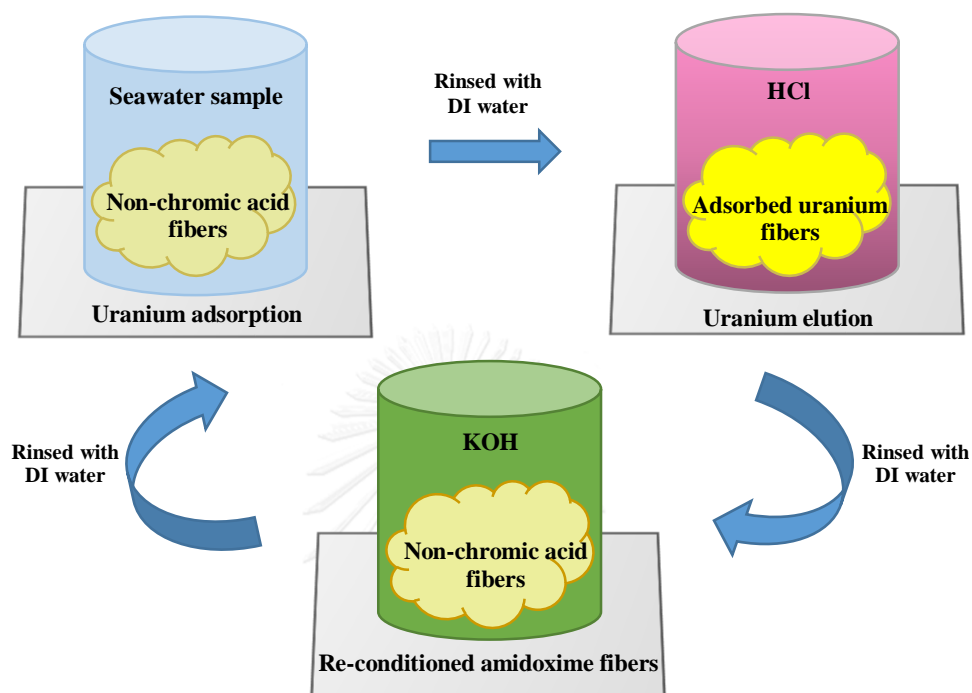 Seawater sample
Non-chromic acid
fibers
Uranium adsorption
Rinsed with
DI water
HCl
Adsorbed uranium
fibers
Uranium elution
Rinsed with
DI water
KOH
Non-chromic acid
fibers
Re-conditioned amidoxime fibers
Rinsed with
DI water